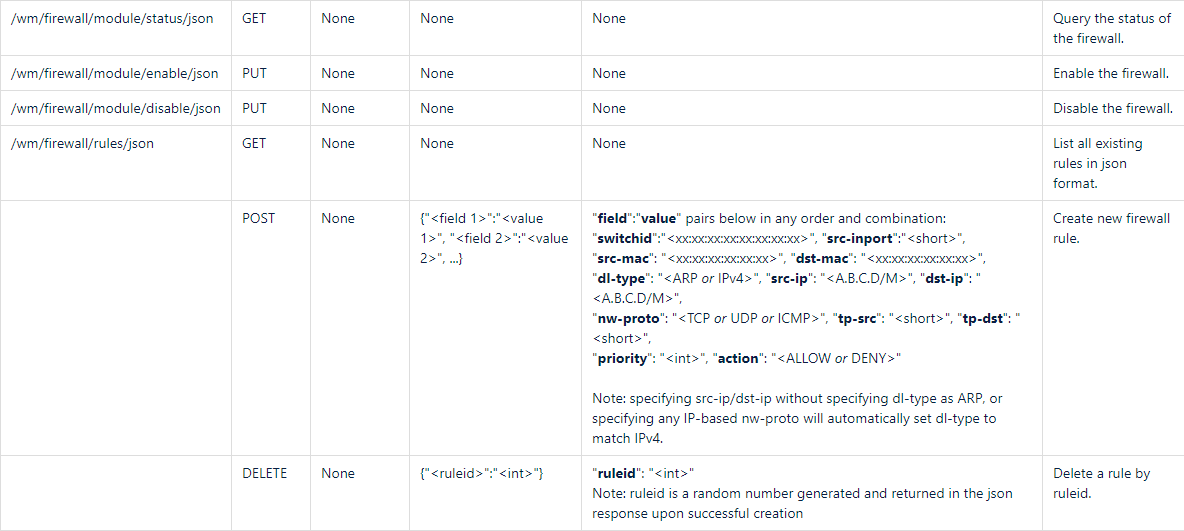 /wm/firewall/module/status/json GET None None None Query the status of
the firewall.
/wm/firewall/module/enable/json PUT None None None Enable the firewall.
/wm/firewall/module/disable/json PUT None None None Disable the firewall.
/wm/firewall/rules/json GET None None None List all existing
rules in json
format.
POST None {"<field 1>":"<value
1>", "<field 2>":"<value
2>", ...}
"field":"value" pairs below in any order and combination:
"switchid":"<xx:xx:xx:xx:xx:xx:xx:xx>", "src-inport":"<short>",
"src-mac": "<xx:xx:xx:xx:xx:xx>", "dst-mac": "<xx:xx:xx:xx:xx:xx>",
"dl-type": "<ARP or IPv4>", "src-ip": "<A.B.C.D/M>", "dst-ip": "
<A.B.C.D/M>",
"nw-proto": "<TCP or UDP or ICMP>", "tp-src": "<short>", "tp-dst": "
<short>",
"priority": "<int>", "action": "<ALLOW or DENY>"
Note: specifying src-ip/dst-ip without specifying dl-type as ARP, or
specifying any IP-based nw-proto will automatically set dl-type to
match IPv4.
Create new firewall
rule.
DELETE None {"<ruleid>":"<int>"}
"ruleid": "<int>"
Note: ruleid is a random number generated and returned in the json
response upon successful creation
Delete a rule by
ruleid.